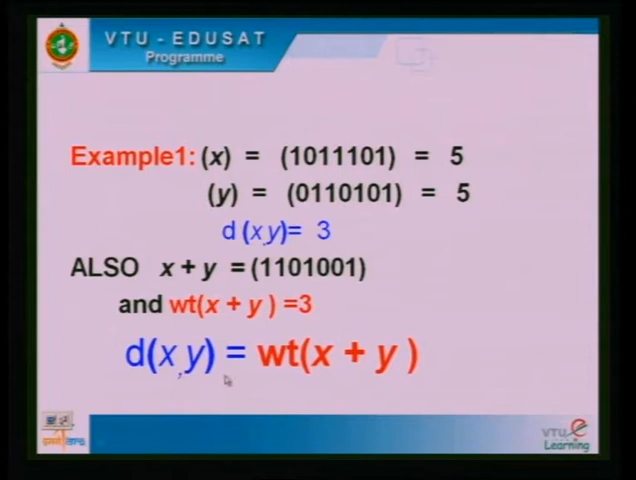 VTU - EDUSAT
Programme
Example1: (x) = (1011101) = 5
(y) = (0110101) = 5
d (x,y)= 3
ALSO x + y = (1101001)
and wt(x + y ) =3
d(x,y) = wt(x + y )
VTU e
Learning